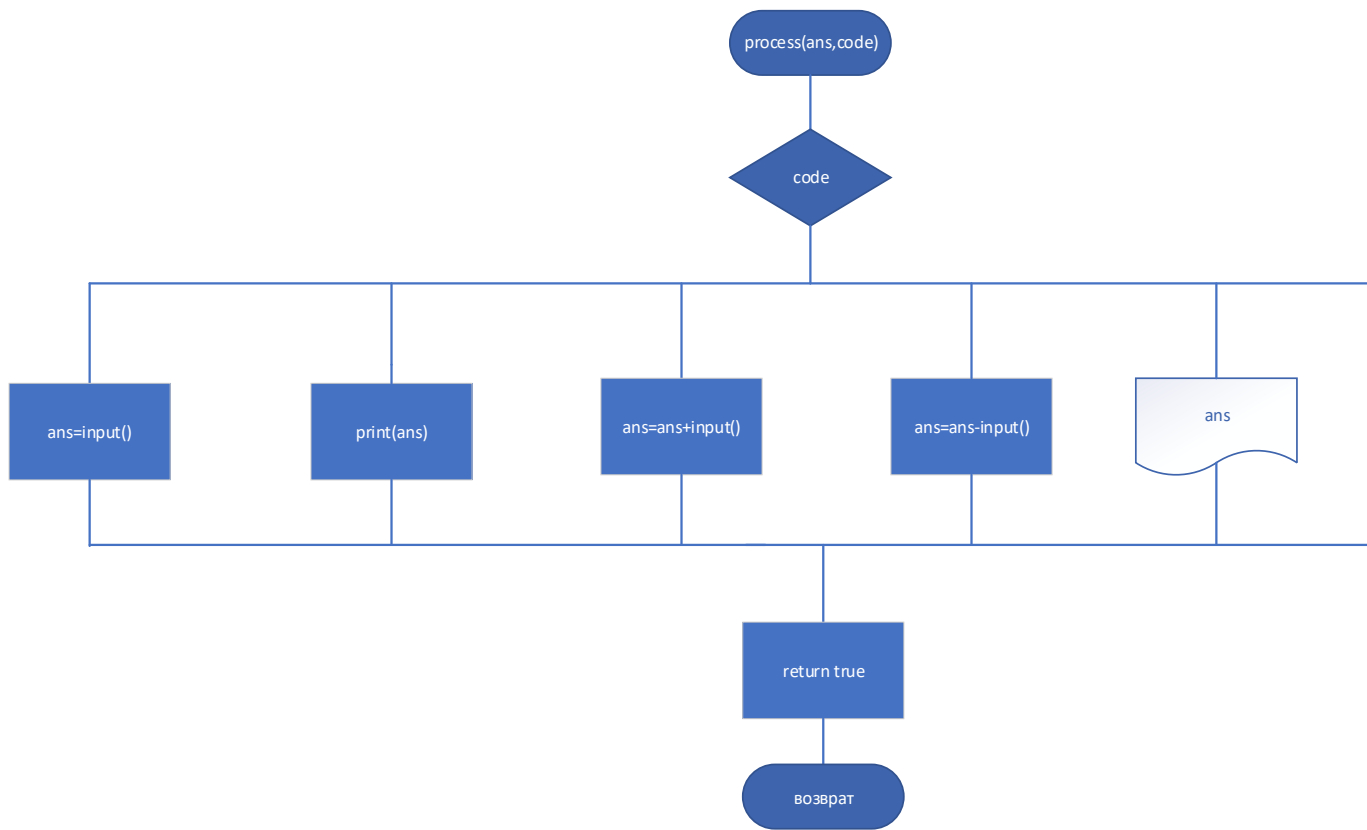 process(ans,code)
code
ans=input()
print(ans)
ans=ans+input()
ans=ans-input()
ans
return true
возврат